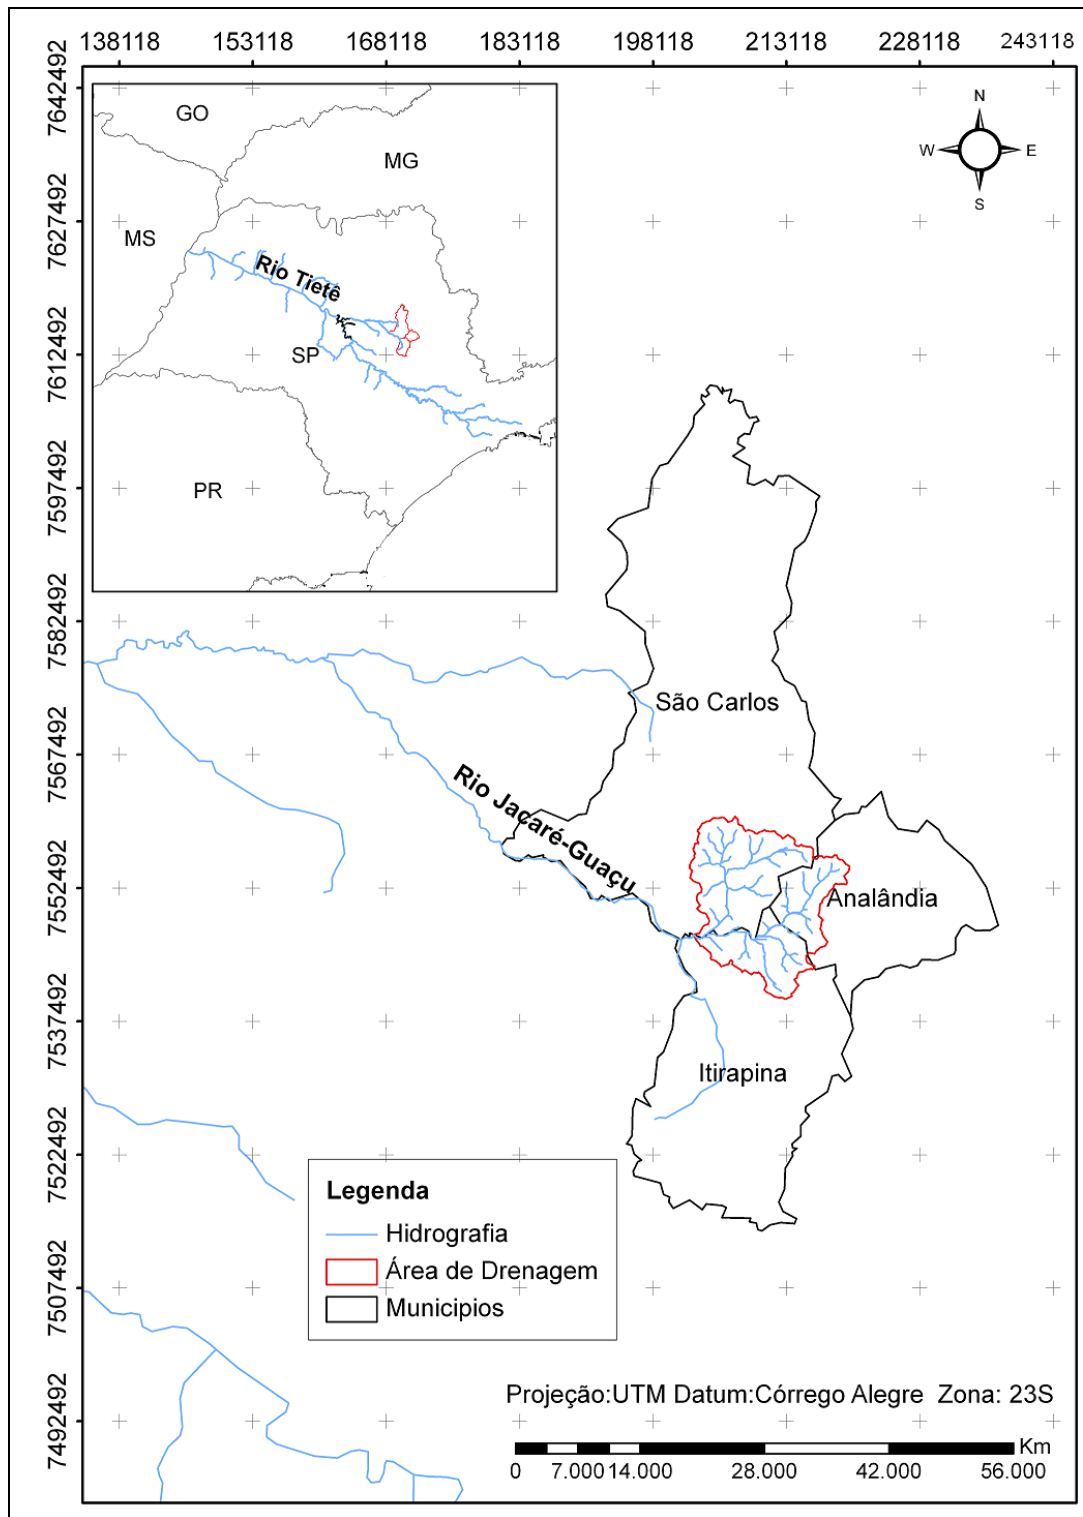 138118 153118 168118 183118 198118 213118 228118 243118
7642492
7627492
7612492
7597492
7582492
7567492
7552492
7537492
7522492
7507492
7492492
GO
MG
MS
Rio Tietê
SP
PR
N
W E
S
São Carlos
Rio Jacaré-Guaçu
Analândia
Itirapina
Legenda
Hidrografia
Área de Drenagem
Municipios
Projeção:UTM Datum:Córrego Alegre Zona: 23S
Km
0 7.000 14.000 28.000 42.000 56.000